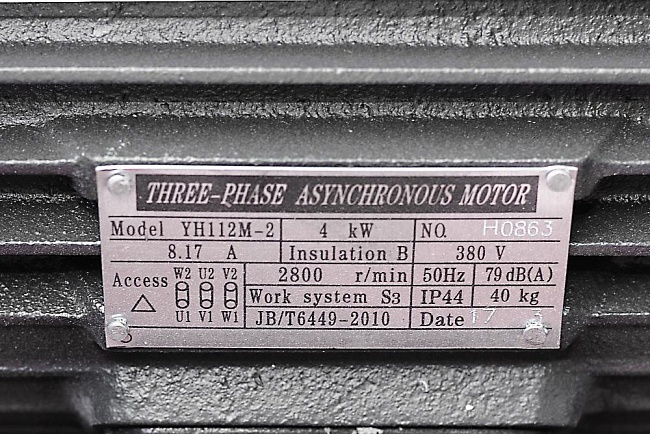 THREE-PHASE ASYNCHRONOUS MOTOR
Model YH112M-2 4 kW NO. H0863
8.17 A Insulation B 380 V
Access W2 U2 V2 2800 r/min 50Hz 79dB(A)
Work system S3 IP44 40 kg
U1 V1 W1 JB/T6449-2010 Date 17